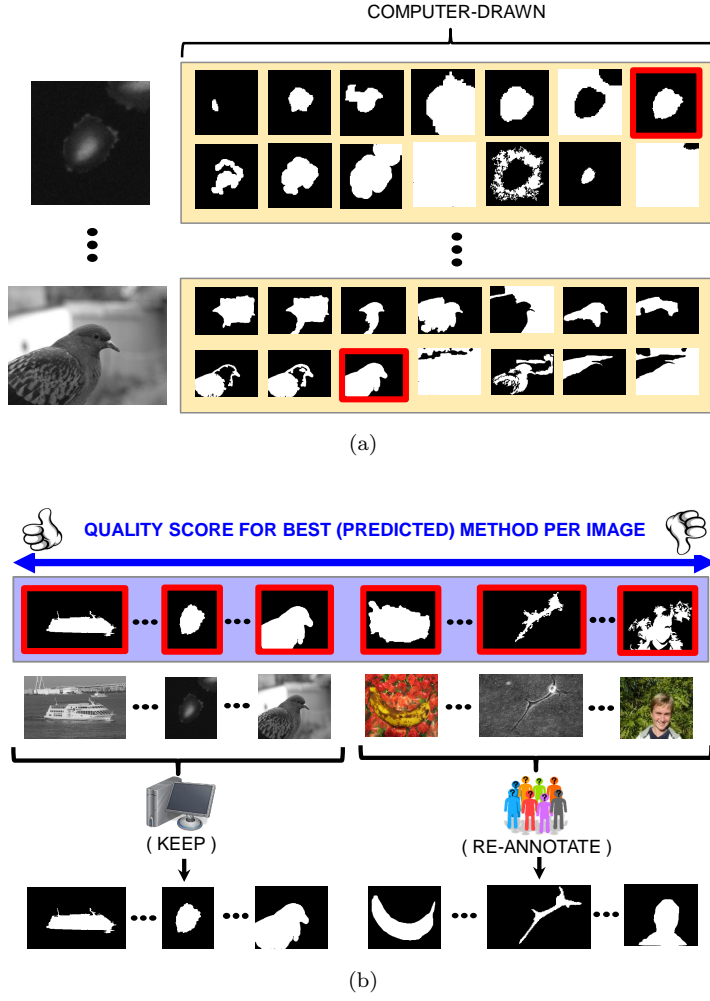 COMPUTER-DRAWN
(a)
QUALITY SCORE FOR BEST (PREDICTED) METHOD PER IMAGE
( KEEP )
( RE-ANNOTATE )
(b)